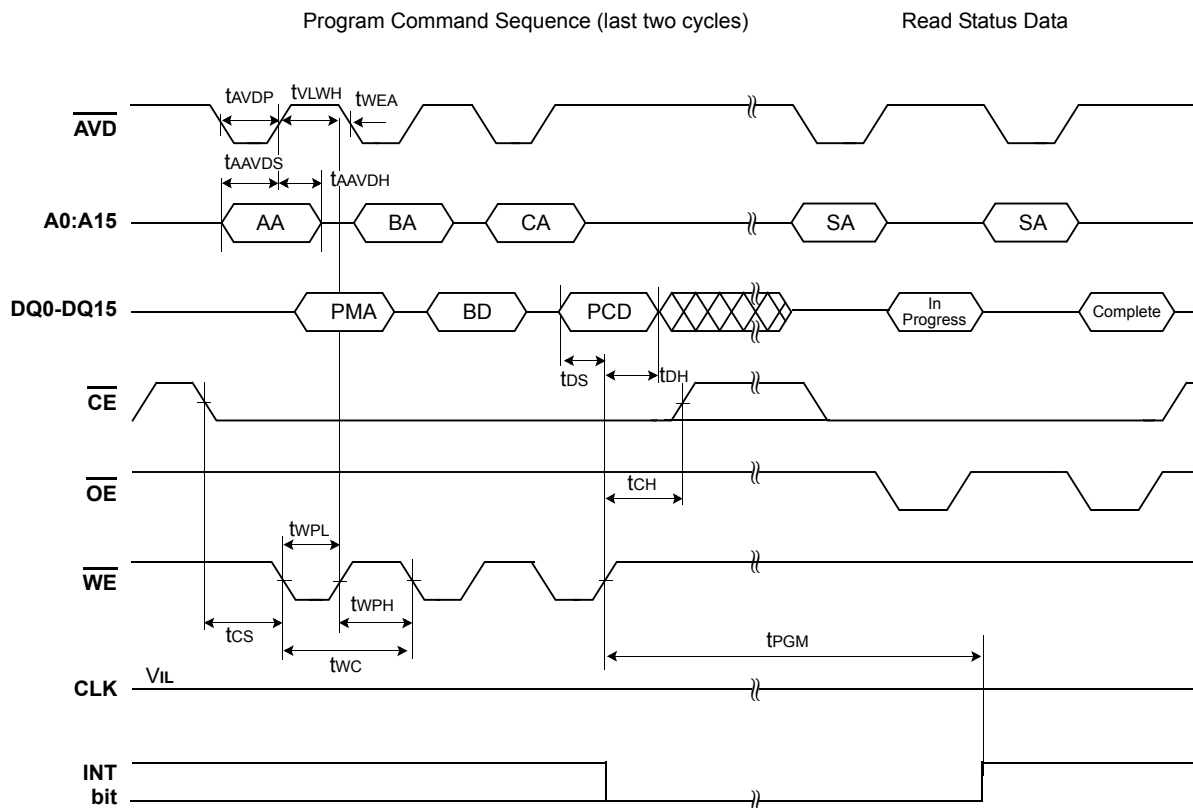 Program Command Sequence (last two cycles) Read Status Data
tAVDP tVLWH tWEA
AVD
tAAVDS tAAVDH
A0:A15 AA BA CA SA SA
DQ0-DQ15 PMA BD PCD In Progress Complete
tDS tDH
CE
tCH
OE
tWPL
WE
tWPH
tCS tWC tPGM
VIL
CLK
INT
bit